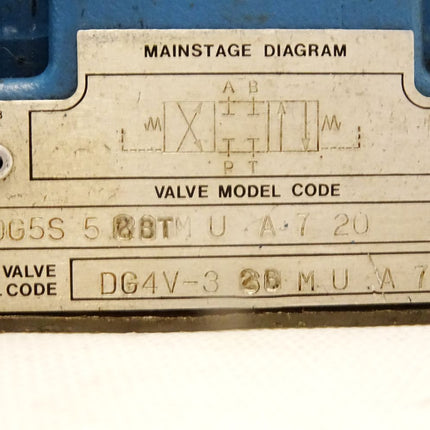 MAINSTAGE DIAGRAM
A B
P T
VALVE MODEL CODE
DG5S 5 M U A 7 20
VALVE
CODE
DG4V-3 M U A 7